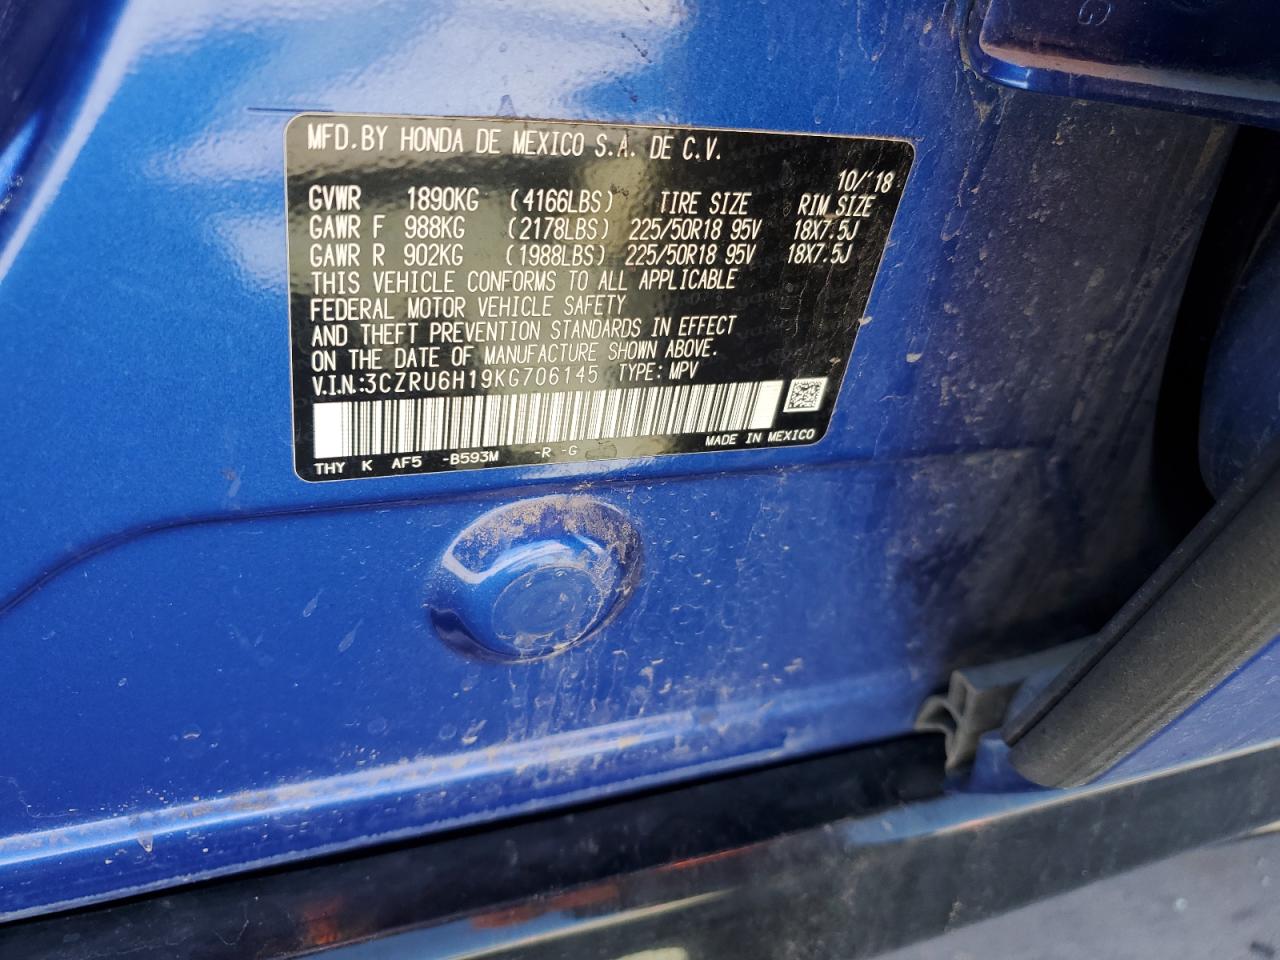 MFD.BY HONDA DE MEXICO S.A. DE C.V.
10/18
GVWR 1890KG (4166LBS) TIRE SIZE RIM SIZE
GAWR F 988KG (2178LBS) 225/50R18 95V 18X7.5J
GAWR R 902KG (1988LBS) 225/50R18 95V 18X7.5J
THIS VEHICLE CONFORMS TO ALL APPLICABLE
FEDERAL MOTOR VEHICLE SAFETY
AND THEFT PREVENTION STANDARDS IN EFFECT
ON THE DATE OF MANUFACTURE SHOWN ABOVE.
V.I.N.:3CZRU6H19KG706145 TYPE: MPV
THY K AF5 -B593M -R -G MADE IN MEXICO